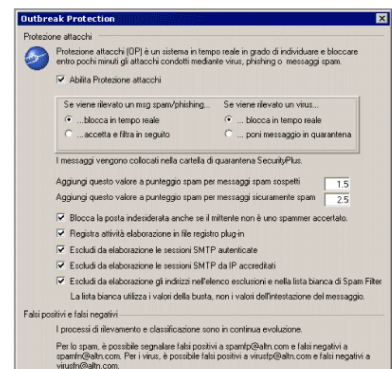 Outbreak Protection
Protezione attacchi
Protezione attacchi (OP) è un sistema in tempo reale in grado di individuare e bloccare
entro pochi minuti gli attacchi condotti mediante virus, phishing o messaggi spam.
Abilita Protezione attacchi
Se viene rilevato un msg spam/phishing...
...blocca in tempo reale
...accetta e filtra in seguito
Se viene rilevato un virus...
...blocca in tempo reale
... poni messaggio in quarantena
I messaggi vengono collocati nella cartella di quarantena SecurityPlus.
Aggiungi questo valore a punteggio spam per messaggi spam sospetti 1.5
Aggiungi questo valore a punteggio spam per messaggi sicuramente spam 2.5
Blocca la posta indesiderata anche se il mittente non è uno spammer accertato.
Registra attività elaborazione in file registro plug-in
Escludi da elaborazione le sessioni SMTP autenticate
Escludi da elaborazione le sessioni SMTP da IP accreditati
Escludi da elaborazione gli indirizzi nell'elenco esclusioni e nella lista bianca di Spam Filter
La lista bianca utilizza i valori della busta, non i valori dell'intestazione del messaggio.
Falsi positivi e falsi negativi
I processi di rilevamento e classificazione sono in continua evoluzione.
Per lo spam, è possibile segnalare falsi positivi a spamfp@altn.com e falsi negativi a
spamfn@altn.com. Per i virus, è possibile falsi positivi a virusfp@altn.com e falsi negativi a
virusfn@altn.com.